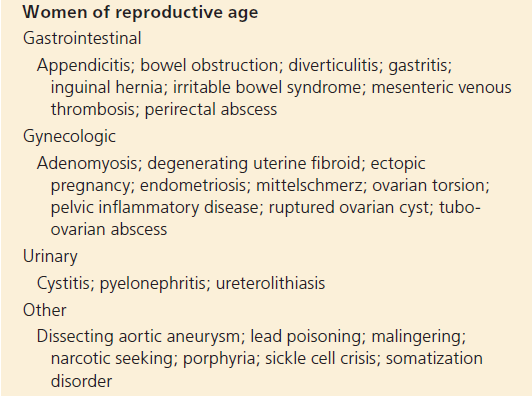 Women of reproductive age
Gastrointestinal
Appendicitis; bowel obstruction; diverticulitis; gastritis;
inguinal hernia; irritable bowel syndrome; mesenteric venous
thrombosis; perirectal abscess
Gynecologic
Adenomyosis; degenerating uterine fibroid; ectopic
pregnancy; endometriosis; mittelschmerz; ovarian torsion;
pelvic inflammatory disease; ruptured ovarian cyst; tubo-
ovarian abscess
Urinary
Cystitis; pyelonephritis; ureterolithiasis
Other
Dissecting aortic aneurysm; lead poisoning; malingering;
narcotic seeking; porphyria; sickle cell crisis; somatization
disorder